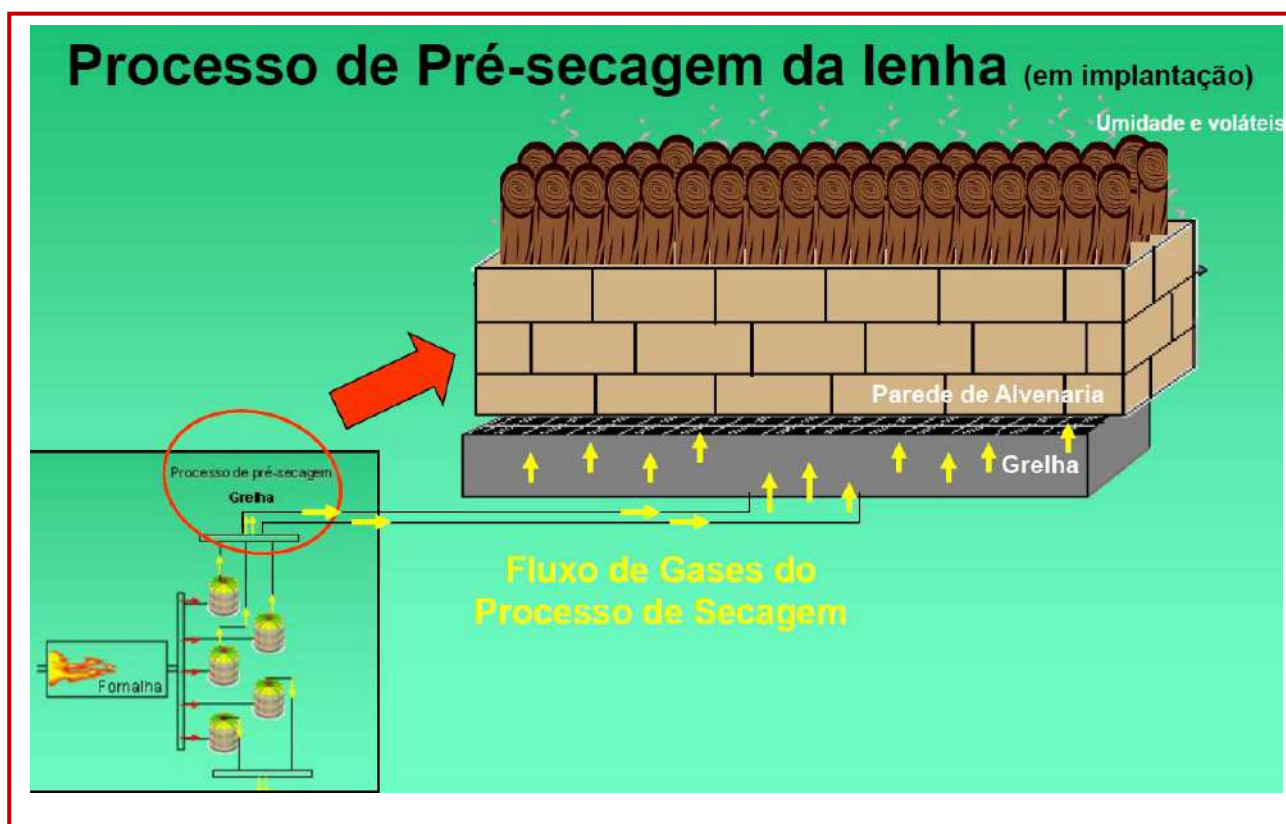 Processo de Pré-secagem da lenha (em implantação)
Umidade e voláteis
Parede de Alvenaria
Grelha
Processo de pré-secagem
Grelha
Fluxo de Gases do
Processo de Secagem
Fornalha